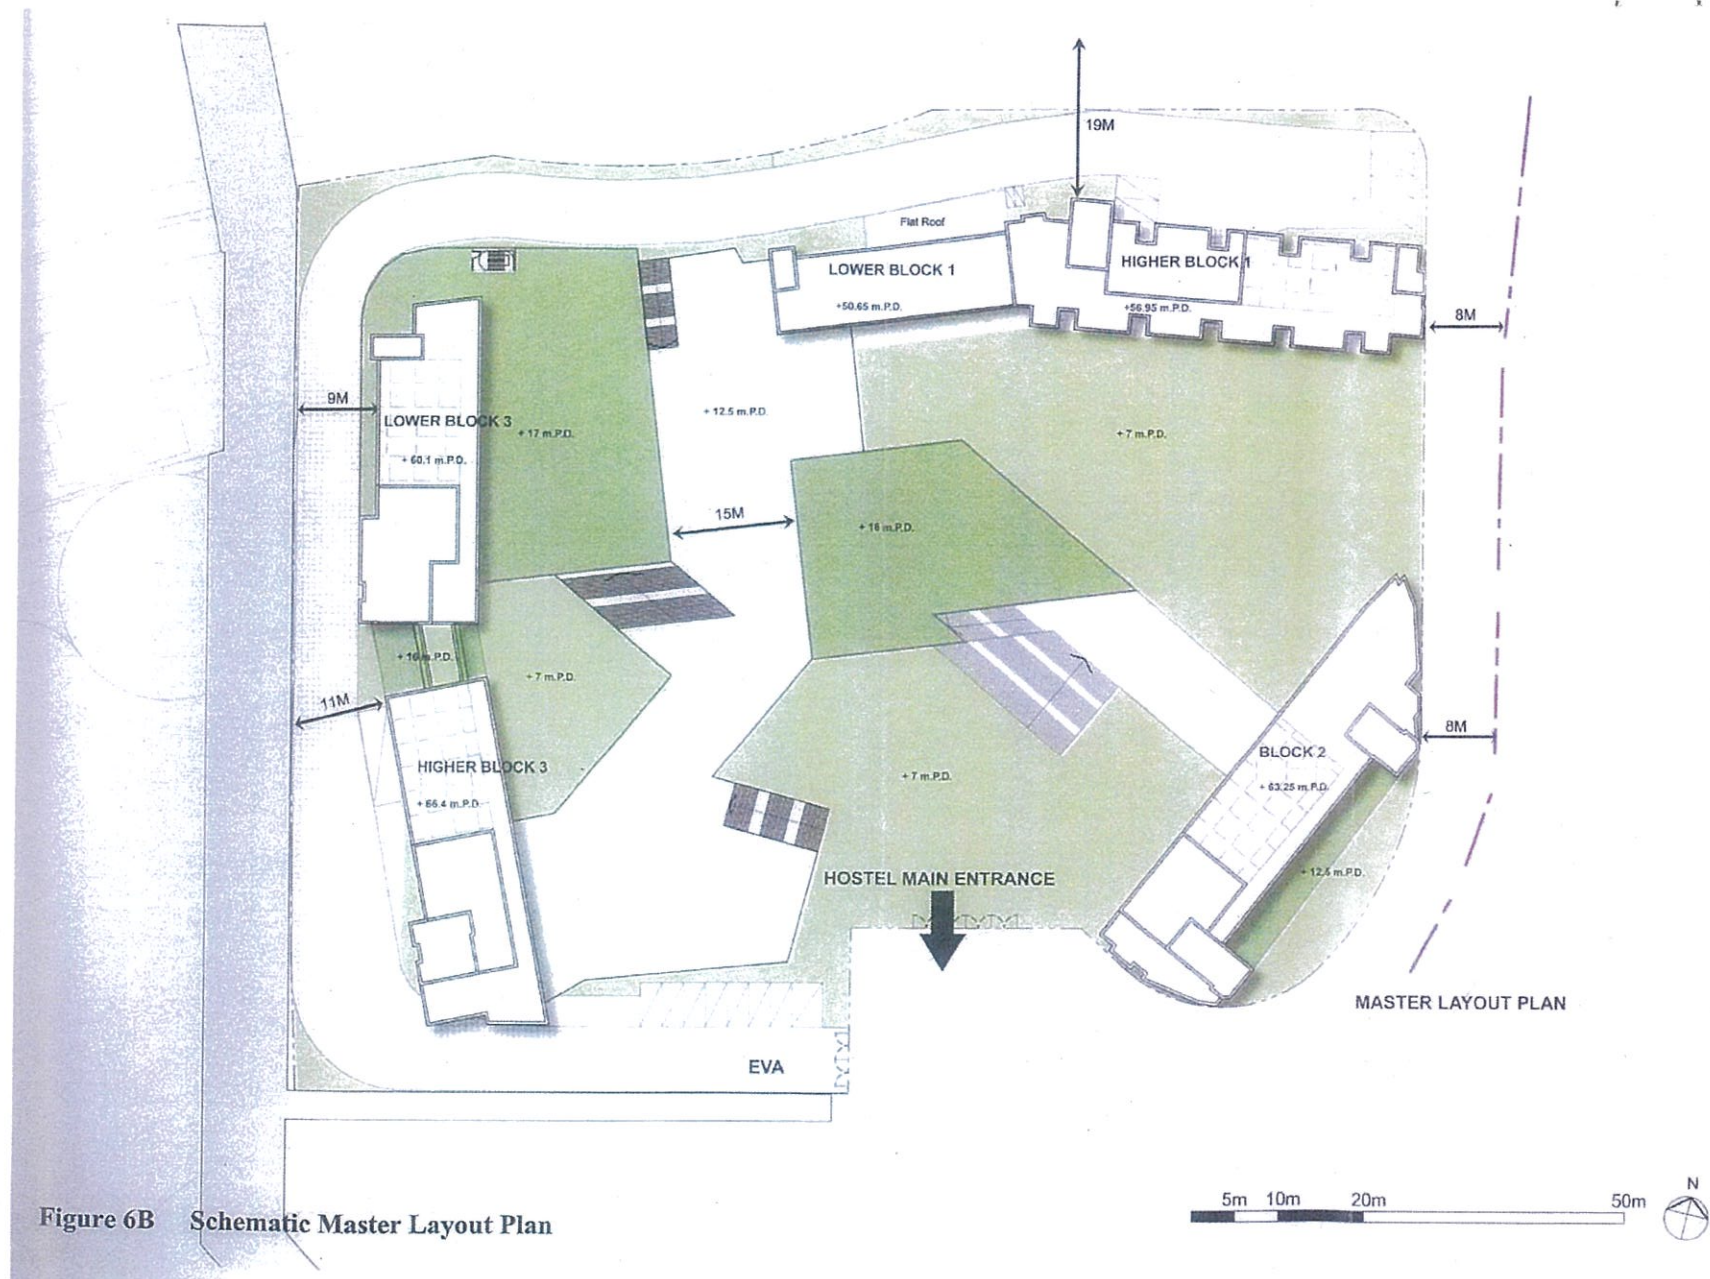 19M
Flat Roof
LOWER BLOCK 1
HIGHER BLOCK 1
+50.65 m.P.D.
+56.95 m.P.D.
8M
9M
LOWER BLOCK 3
+ 17 m.P.D.
+ 12.5 m.P.D.
+ 7 m.P.D.
+ 60.1 m.P.D.
15M
+ 16 m.P.D.
+ 16 m.P.D.
+ 7 m.P.D.
11M
8M
HIGHER BLOCK 3
BLOCK 2
+ 7 m.P.D.
+ 63.25 m.P.D.
+ 66.4 m.P.D.
HOSTEL MAIN ENTRANCE
+ 12.5 m.P.D.
MASTER LAYOUT PLAN
EVA
5m 10m 20m 50m
N
Figure 6B Schematic Master Layout Plan